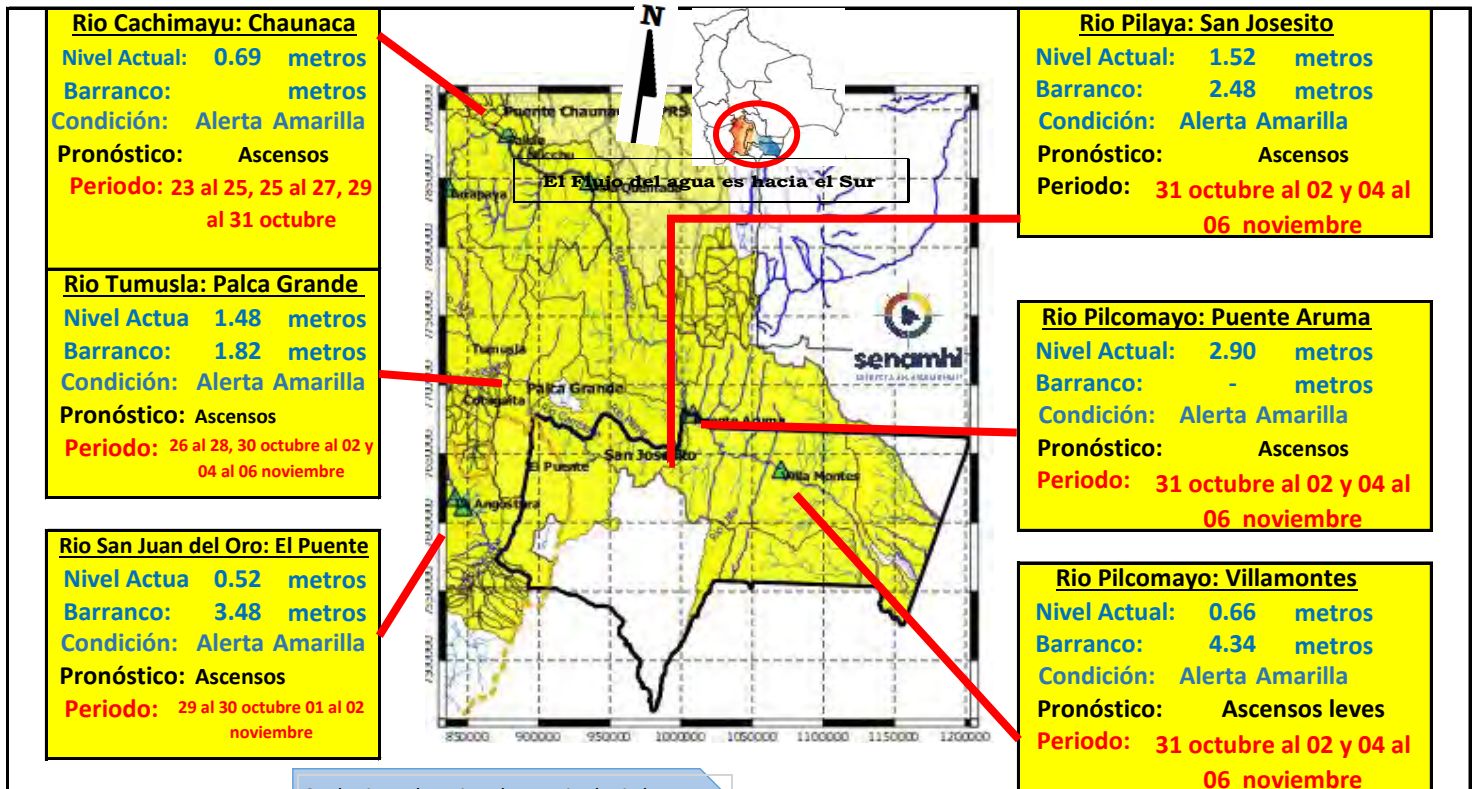 Rio Cachimayu: Chaunaca
Nivel Actual: 0.69 metros
Barranco: metros
Condición: Alerta Amarilla
Pronóstico: Ascensos
Periodo: 23 al 25, 25 al 27, 29
al 31 octubre
Rio Tumusla: Palca Grande
Nivel Actua 1.48 metros
Barranco: 1.82 metros
Condición: Alerta Amarilla
Pronóstico: Ascensos
Periodo: 26 al 28, 30 octubre al 02 y
04 al 06 noviembre
Rio San Juan del Oro: El Puente
Nivel Actua 0.52 metros
Barranco: 3.48 metros
Condición: Alerta Amarilla
Pronóstico: Ascensos
Periodo: 29 al 30 octubre 01 al 02
noviembre
N
Puente Chauna
El Flujo del agua es hacia el Sur
Tumusla
Palca Grande
Cotagaita
Puente Aruma
San Josesito
El Puente
Villa Montes
Angostura
senamhi
850000 900000 950000 1000000 1050000 1100000 1150000 1200000
Rio Pilaya: San Josesito
Nivel Actual: 1.52 metros
Barranco: 2.48 metros
Condición: Alerta Amarilla
Pronóstico: Ascensos
Periodo: 31 octubre al 02 y 04 al
06 noviembre
Rio Pilcomayo: Puente Aruma
Nivel Actual: 2.90 metros
Barranco: - metros
Condición: Alerta Amarilla
Pronóstico: Ascensos
Periodo: 31 octubre al 02 y 04 al
06 noviembre
Rio Pilcomayo: Villamontes
Nivel Actual: 0.66 metros
Barranco: 4.34 metros
Condición: Alerta Amarilla
Pronóstico: Ascensos leves
Periodo: 31 octubre al 02 y 04 al
06 noviembre